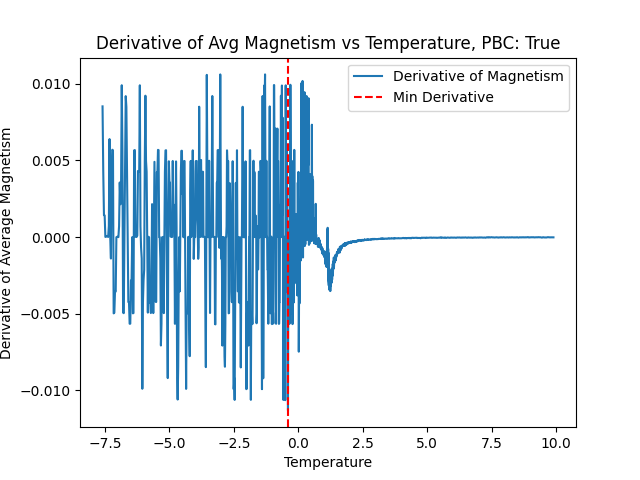 Derivative of Avg Magnetism vs Temperature, PBC: True
Derivative of Magnetism
Min Derivative
Derivative of Average Magnetism
0.010
0.005
0.000
−0.005
−0.010
−7.5 −5.0 −2.5 0.0 2.5 5.0 7.5 10.0
Temperature